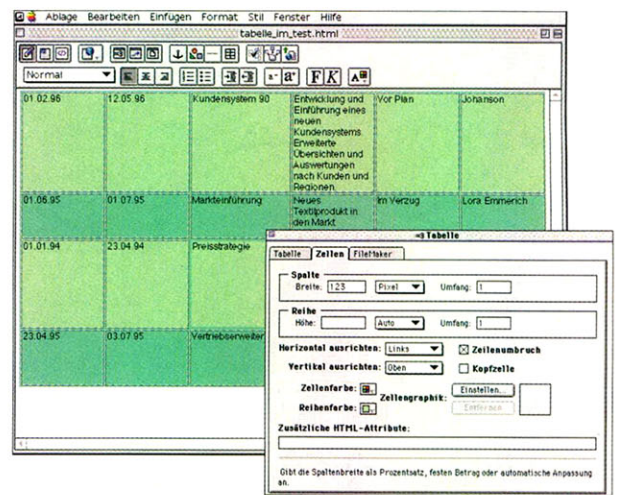 Ablage Bearbeiten Einfügen Format Stil Fenster Hilfe
tabelle_im_test.html
Normal
F K A
01.02.96 12.05.96 Kundensystem 90 Entwicklung und Einführung eines neuen Kundensystems. Erweiterte Übersichten und Auswertungen nach Kunden und Regionen. Vor Plan Johanson
01.06.95 01.07.95 Markteinführung Neues Textilprodukt in den Markt Im Verzug Lora Emmerich
01.01.94 23.04.94 Preisstrategie
23.04.95 03.07.95 Vertriebserweiter
Tabelle
Tabelle Zellen FileMaker
Spalte
Breite: 123 Pixel Umfang: 1
Reihe
Höhe: Auto Umfang: 1
Horizontal ausrichten: Links Zeilenumbruch
Vertikal ausrichten: Oben Kopfzelle
Zellenfarbe: Zellengraphik: Einstellen...
Reihenfarbe: Entfernen
Zusätzliche HTML-Attribute:
Gibt die Spaltenbreite als Prozentsatz, festen Betrag oder automatische Anpassung
an.